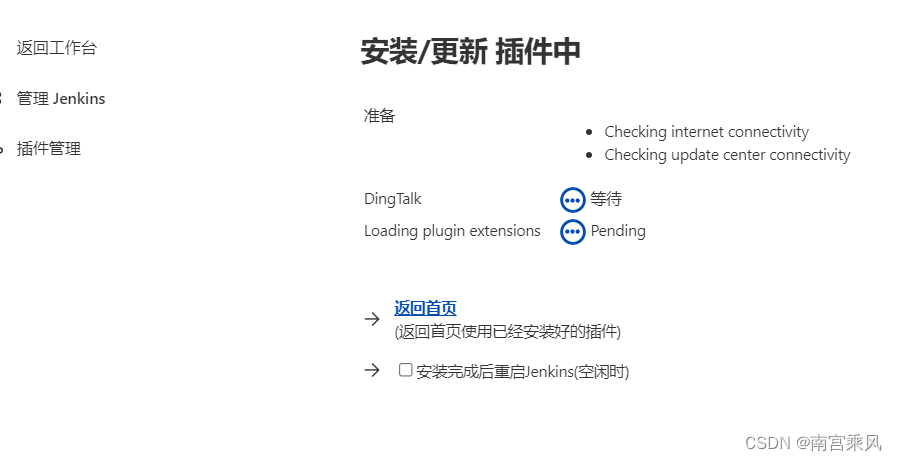 返回工作台
管理 Jenkins
插件管理
安装/更新 插件中
准备
Checking internet connectivity
Checking update center connectivity
DingTalk 等待
Loading plugin extensions Pending
返回首页
(返回首页使用已经安装好的插件)
安装完成后重启Jenkins(空闲时)
CSDN @南宫乘风